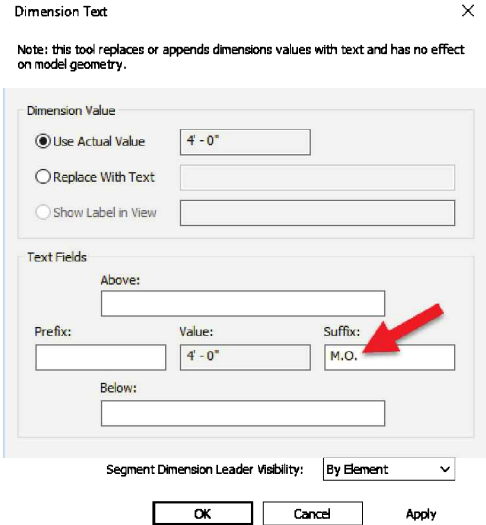 Dimension Text
Note: this tool replaces or appends dimensions values with text and has no effect
on model geometry.
Dimension Value
Use Actual Value 4' - 0"
Replace With Text
Show Label in View
Text Fields
Above:
Prefix: Value: Suffix:
4' - 0" M.O.
Below:
Segment Dimension Leader Visibility: By Element
OK Cancel Apply